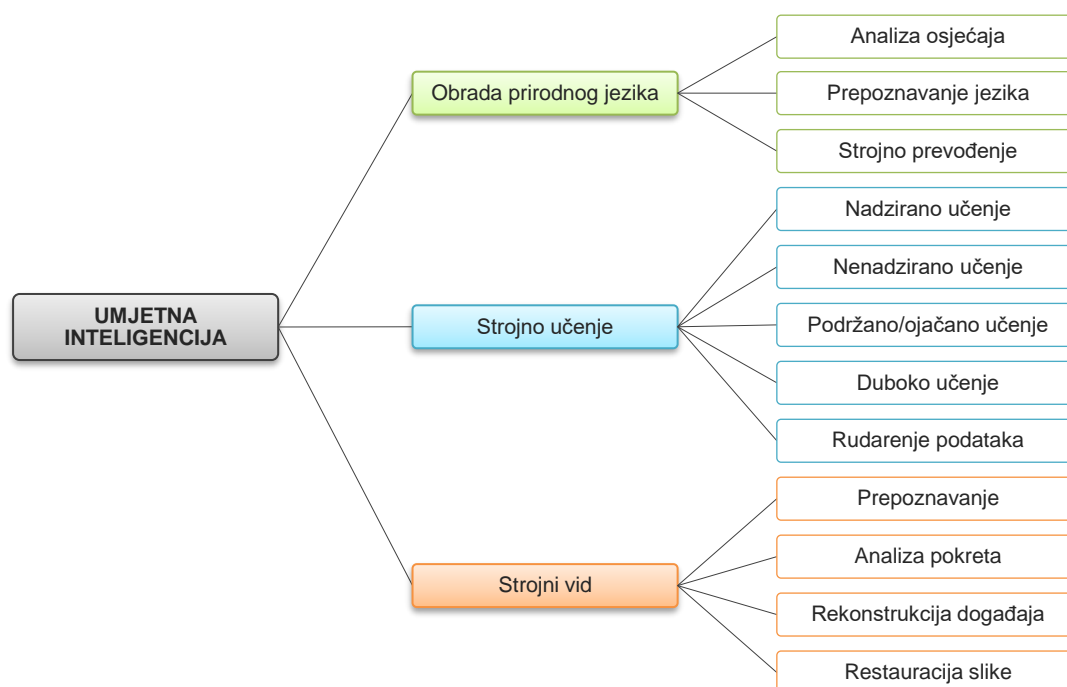 UMJETNA
INTELIGENCIJA
Obrada prirodnog jezika
Analiza osjećaja
Prepoznavanje jezika
Strojno prevođenje
Strojno učenje
Nadzirano učenje
Nenadzirano učenje
Podržano/ojačano učenje
Duboko učenje
Rudarenje podataka
Strojni vid
Prepoznavanje
Analiza pokreta
Rekonstrukcija događaja
Restauracija slike